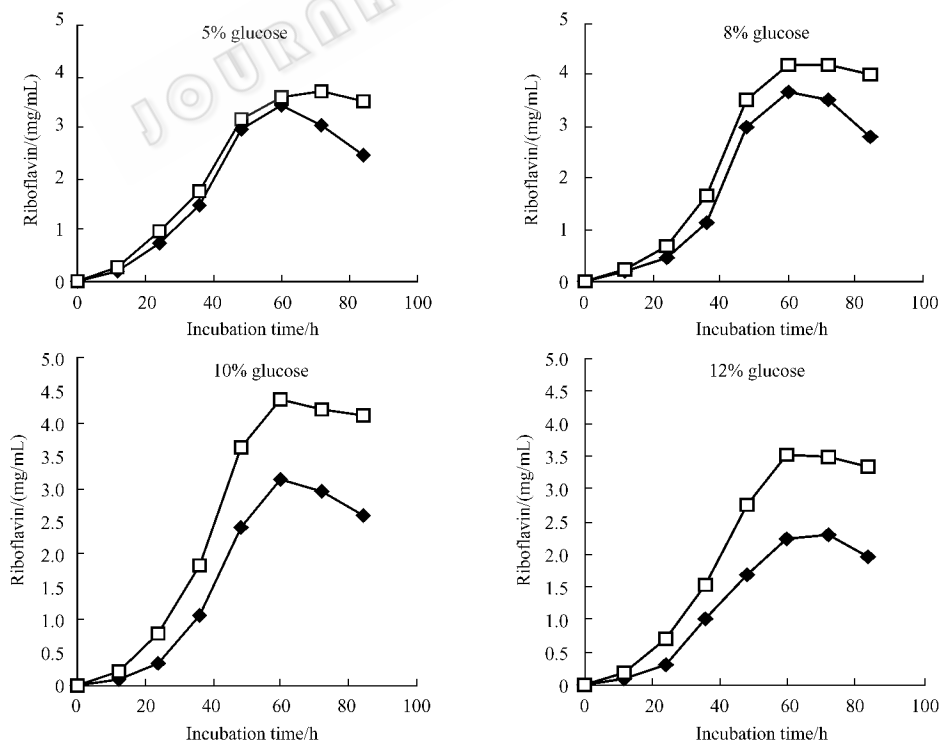 JOURNA
5% glucose
Riboflavin/(mg/mL)
5
4
3
2
1
0
0 20 40 60 80 100
Incubation time/h
8% glucose
Riboflavin/(mg/mL)
5
4
3
2
1
0
0 20 40 60 80 100
Incubation time/h
10% glucose
Riboflavin/(mg/mL)
5.0
4.5
4.0
3.5
3.0
2.5
2.0
1.5
1.0
0.5
0
0 20 40 60 80 100
Incubation time/h
12% glucose
Riboflavin/(mg/mL)
5.0
4.5
4.0
3.5
3.0
2.5
2.0
1.5
1.0
0.5
0
0 20 40 60 80 100
Incubation time/h